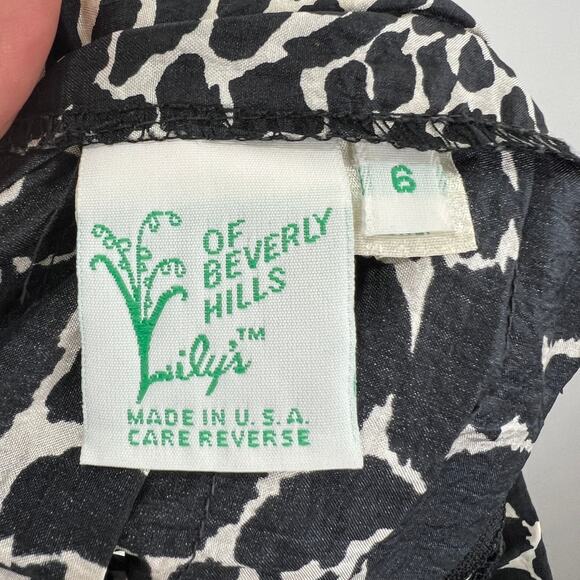 OF
BEVERLY
HILLS
Lily's™
MADE IN U.S.A.
CARE REVERSE
6